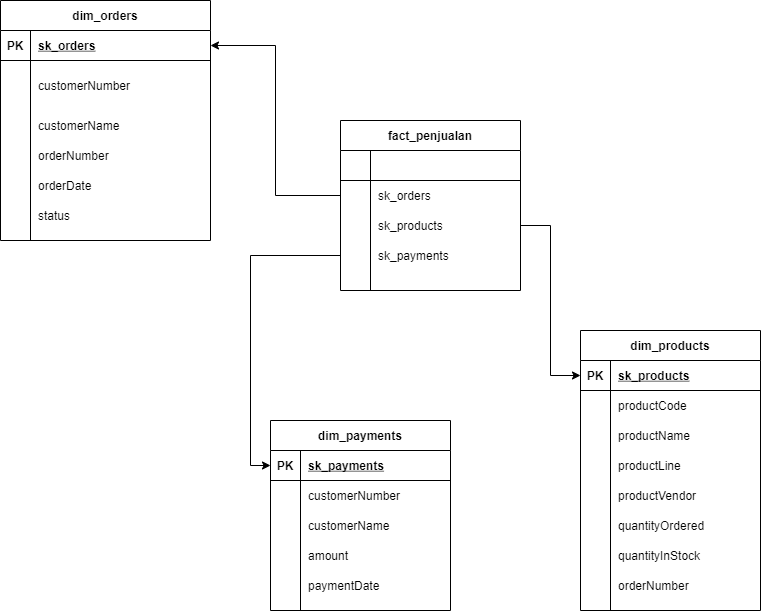 dim_orders
PK sk_orders
customerNumber
customerName
orderNumber
orderDate
status
fact_penjualan
sk_orders
sk_products
sk_payments
dim_products
PK sk_products
productCode
productName
productLine
productVendor
quantityOrdered
quantityInStock
orderNumber
dim_payments
PK sk_payments
customerNumber
customerName
amount
paymentDate